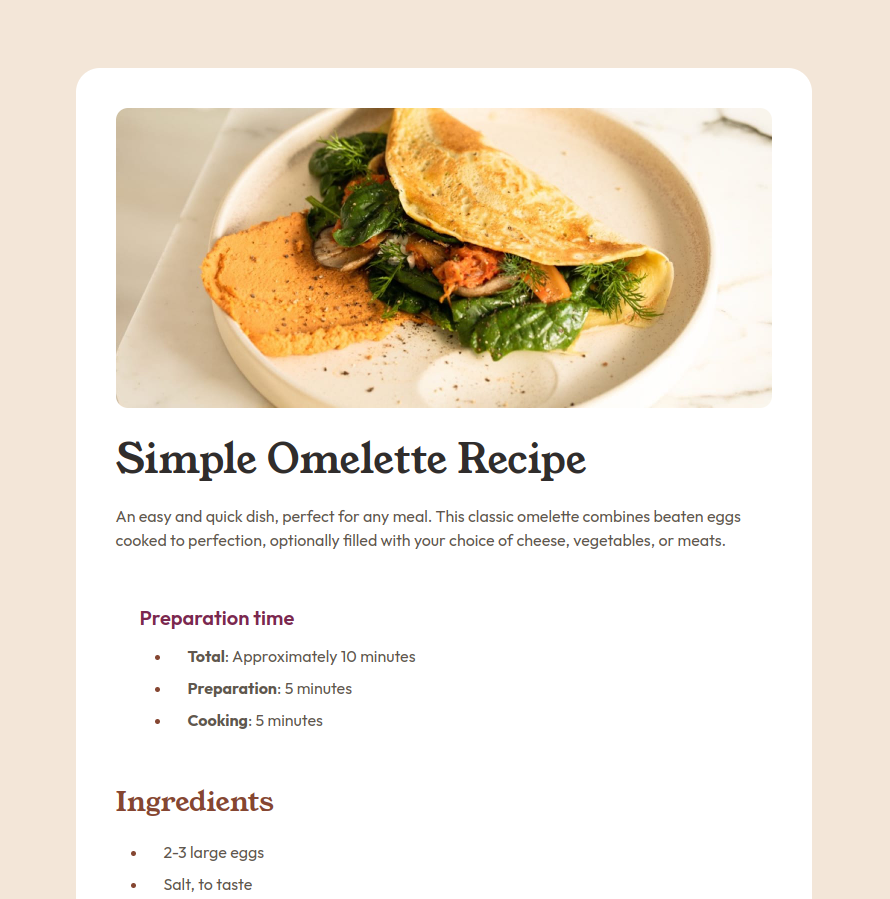 Simple Omelette Recipe
An easy and quick dish, perfect for any meal. This classic omelette combines beaten eggs
cooked to perfection, optionally filled with your choice of cheese, vegetables, or meats.
Preparation time
• Total: Approximately 10 minutes
• Preparation: 5 minutes
• Cooking: 5 minutes
Ingredients
• 2-3 large eggs
• Salt, to taste